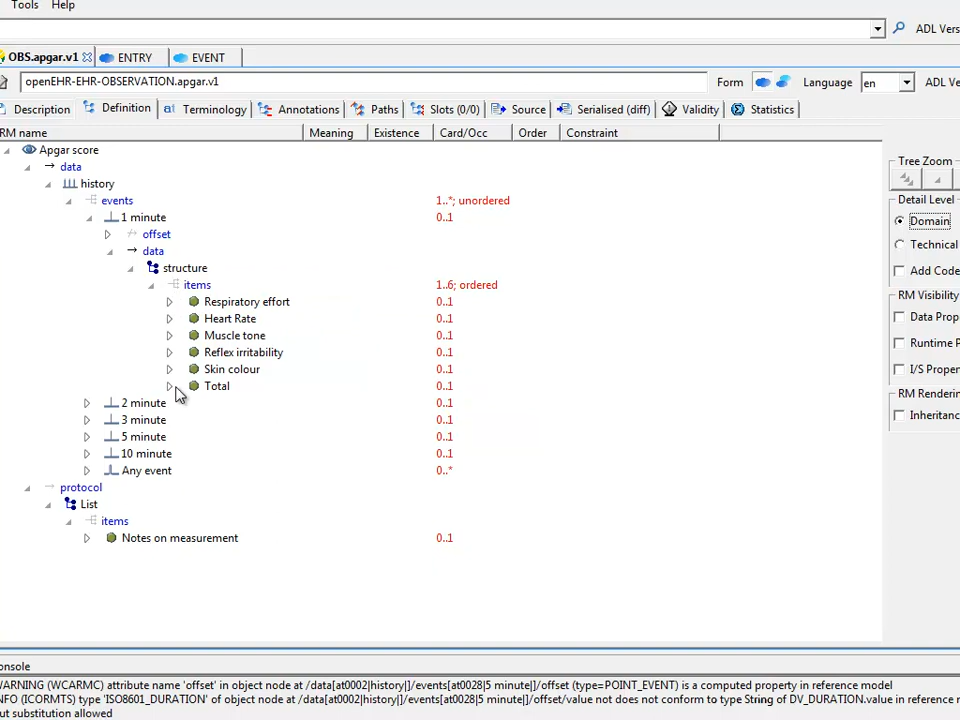 Tools Help
ADL Vers
OBS.apgar.v1 ENTRY EVENT
openEHR-EHR-OBSERVATION.apgar.v1 Form Language en ADL Ve
Description Definition Terminology Annotations Paths Slots (0/0) Source Serialised (diff) Validity Statistics
RM name Meaning Existence Card/Occ Order Constraint
Apgar score
data
history
events 1..*; unordered
1 minute 0..1
offset
data
structure
items 1..6; ordered
Respiratory effort 0..1
Heart Rate 0..1
Muscle tone 0..1
Reflex irritability 0..1
Skin colour 0..1
Total 0..1
2 minute 0..1
3 minute 0..1
5 minute 0..1
10 minute 0..1
Any event 0..*
protocol
List
items
Notes on measurement 0..1
Tree Zoom
Detail Level
Domain
Technical
Add Code
RM Visibility
Data Prop
Runtime P
I/S Proper
RM Rendering
Inheritanc
onsole
WARNING (WCARMC) attribute name 'offset' in object node at /data[at0002|history|]/events[at0028|5 minute|]/offset (type=POINT_EVENT) is a computed property in reference model
NFO (ICORMTS) type 'ISO8601_DURATION' of object node at /data[at0002|history|]/events[at0028|5 minute|]/offset/value not does not conform to type String of DV_DURATION.value in reference m
ut substitution allowed